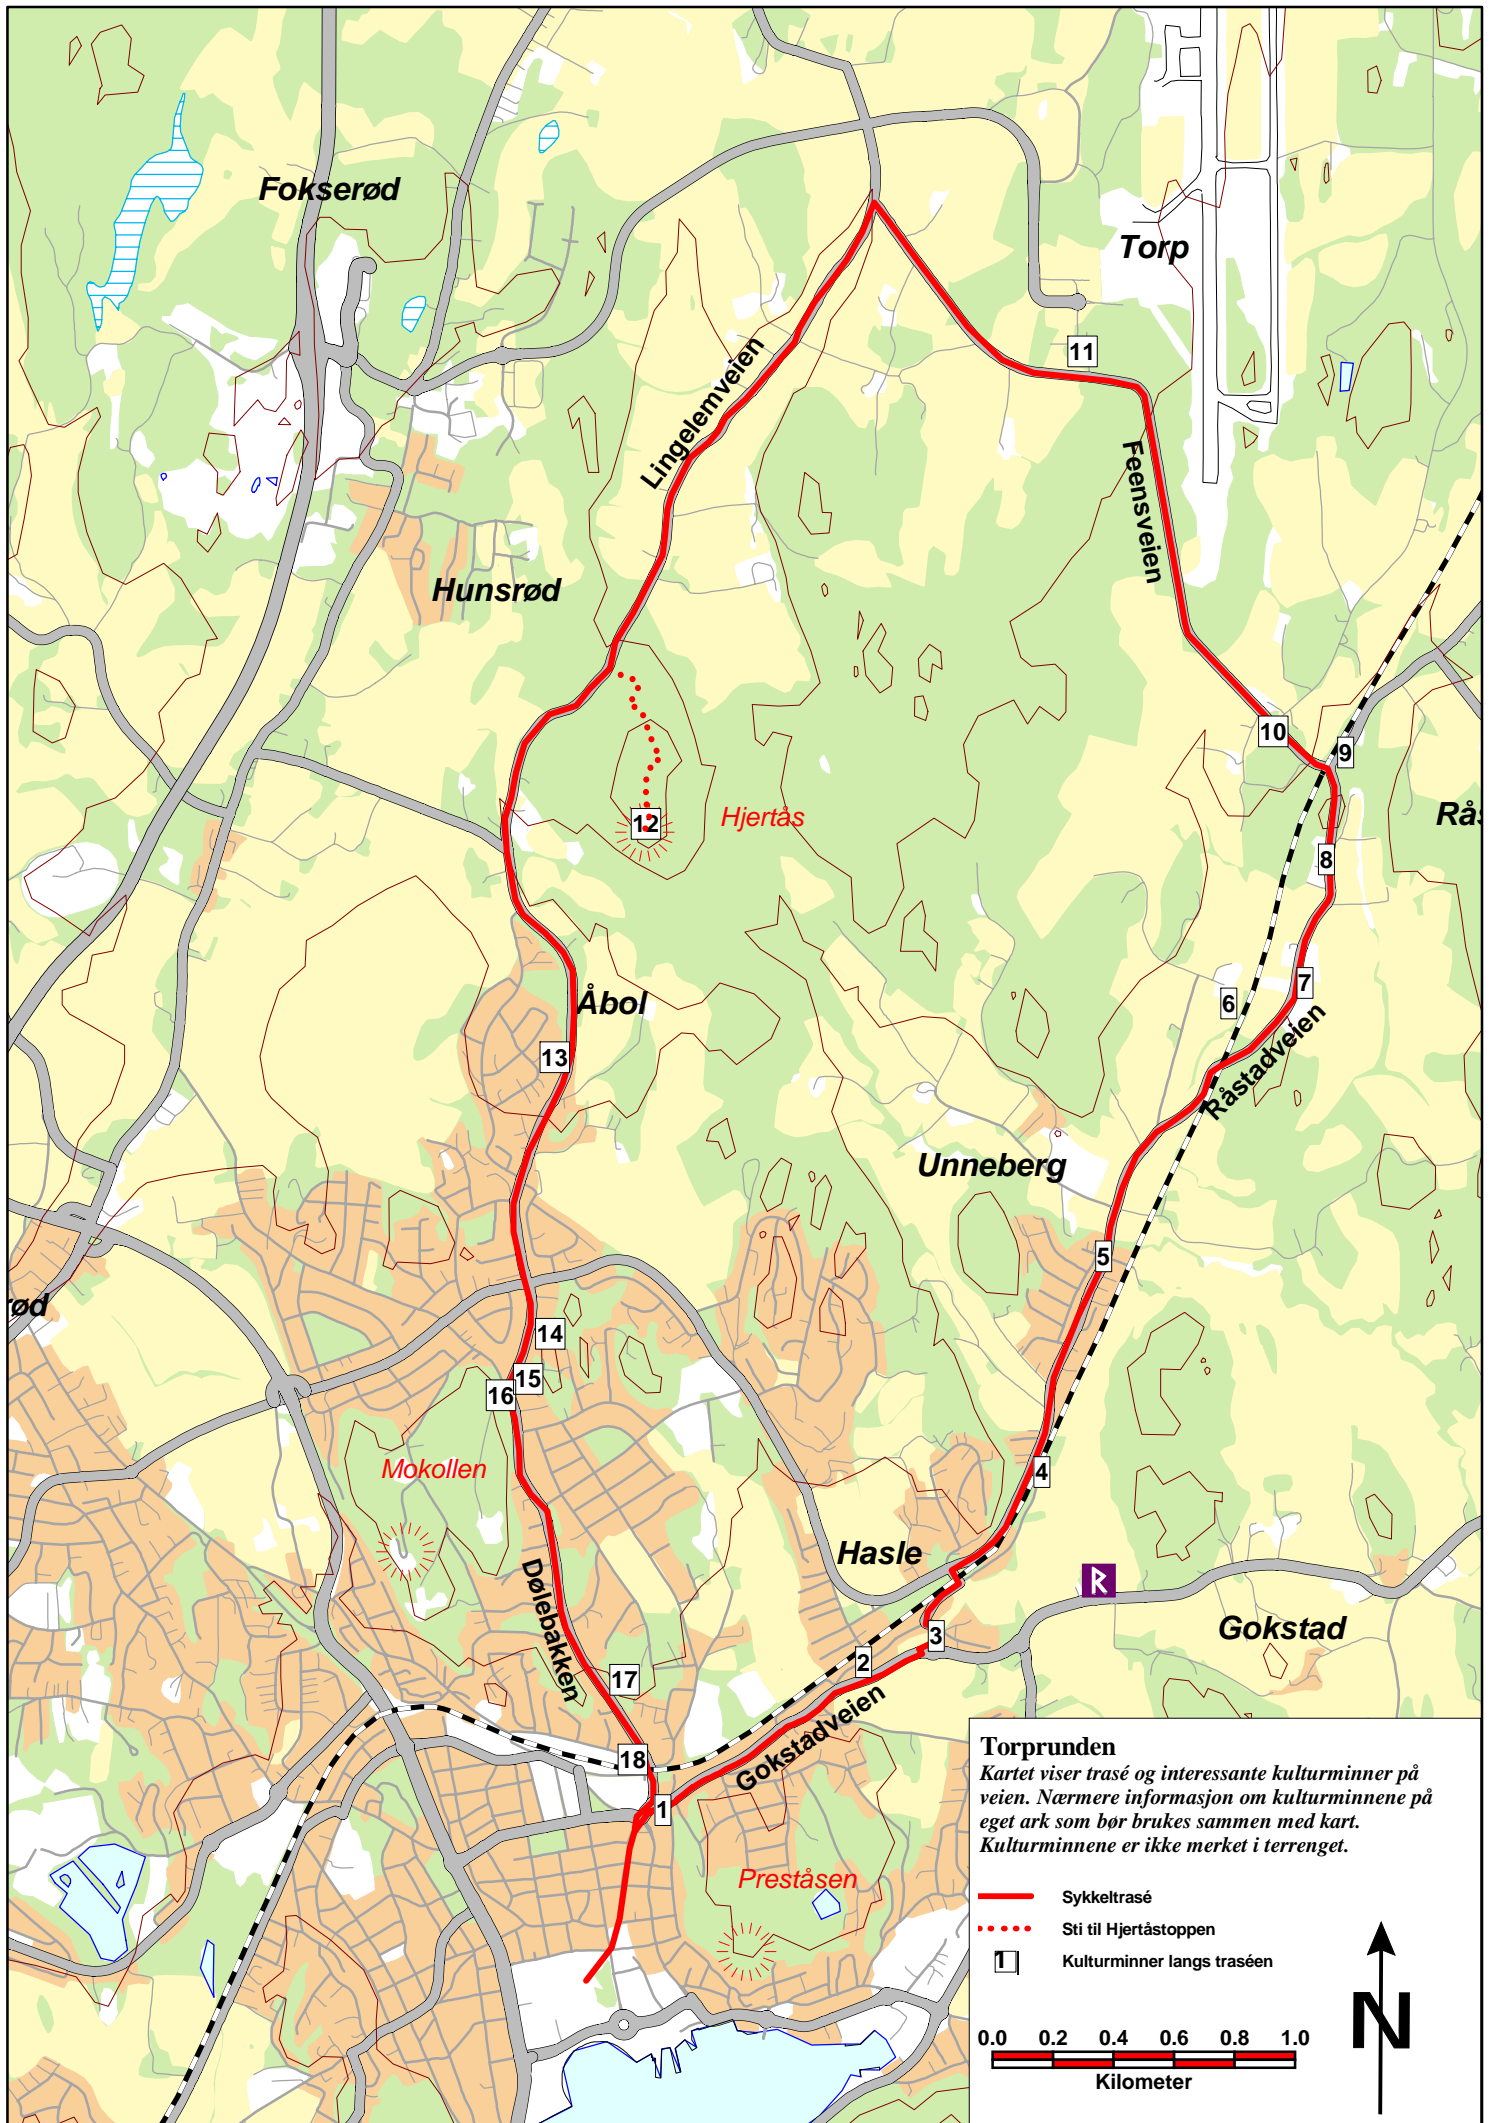 Fokserød
Torp
11
Lingelemveien
Feensveien
Hunsrød
10
9
12
Hjertås
Rås
8
7
6
Åbol
13
Råstadveien
Unneberg
5
rød
14
15
16
Mokollen
4
Hasle
Dølebakken
Gokstad
3
2
17
Gokstadveien
18
1
Preståsen
Torprunden
Kartet viser trasé og interessante kulturminner på
veien. Nærmere informasjon om kulturminnene på
eget ark som bør brukes sammen med kart.
Kulturminnene er ikke merket i terrenget.
Sykkeltrasé
Sti til Hjertåstoppen
1
Kulturminner langs traséen
0.0 0.2 0.4 0.6 0.8 1.0
Kilometer
N